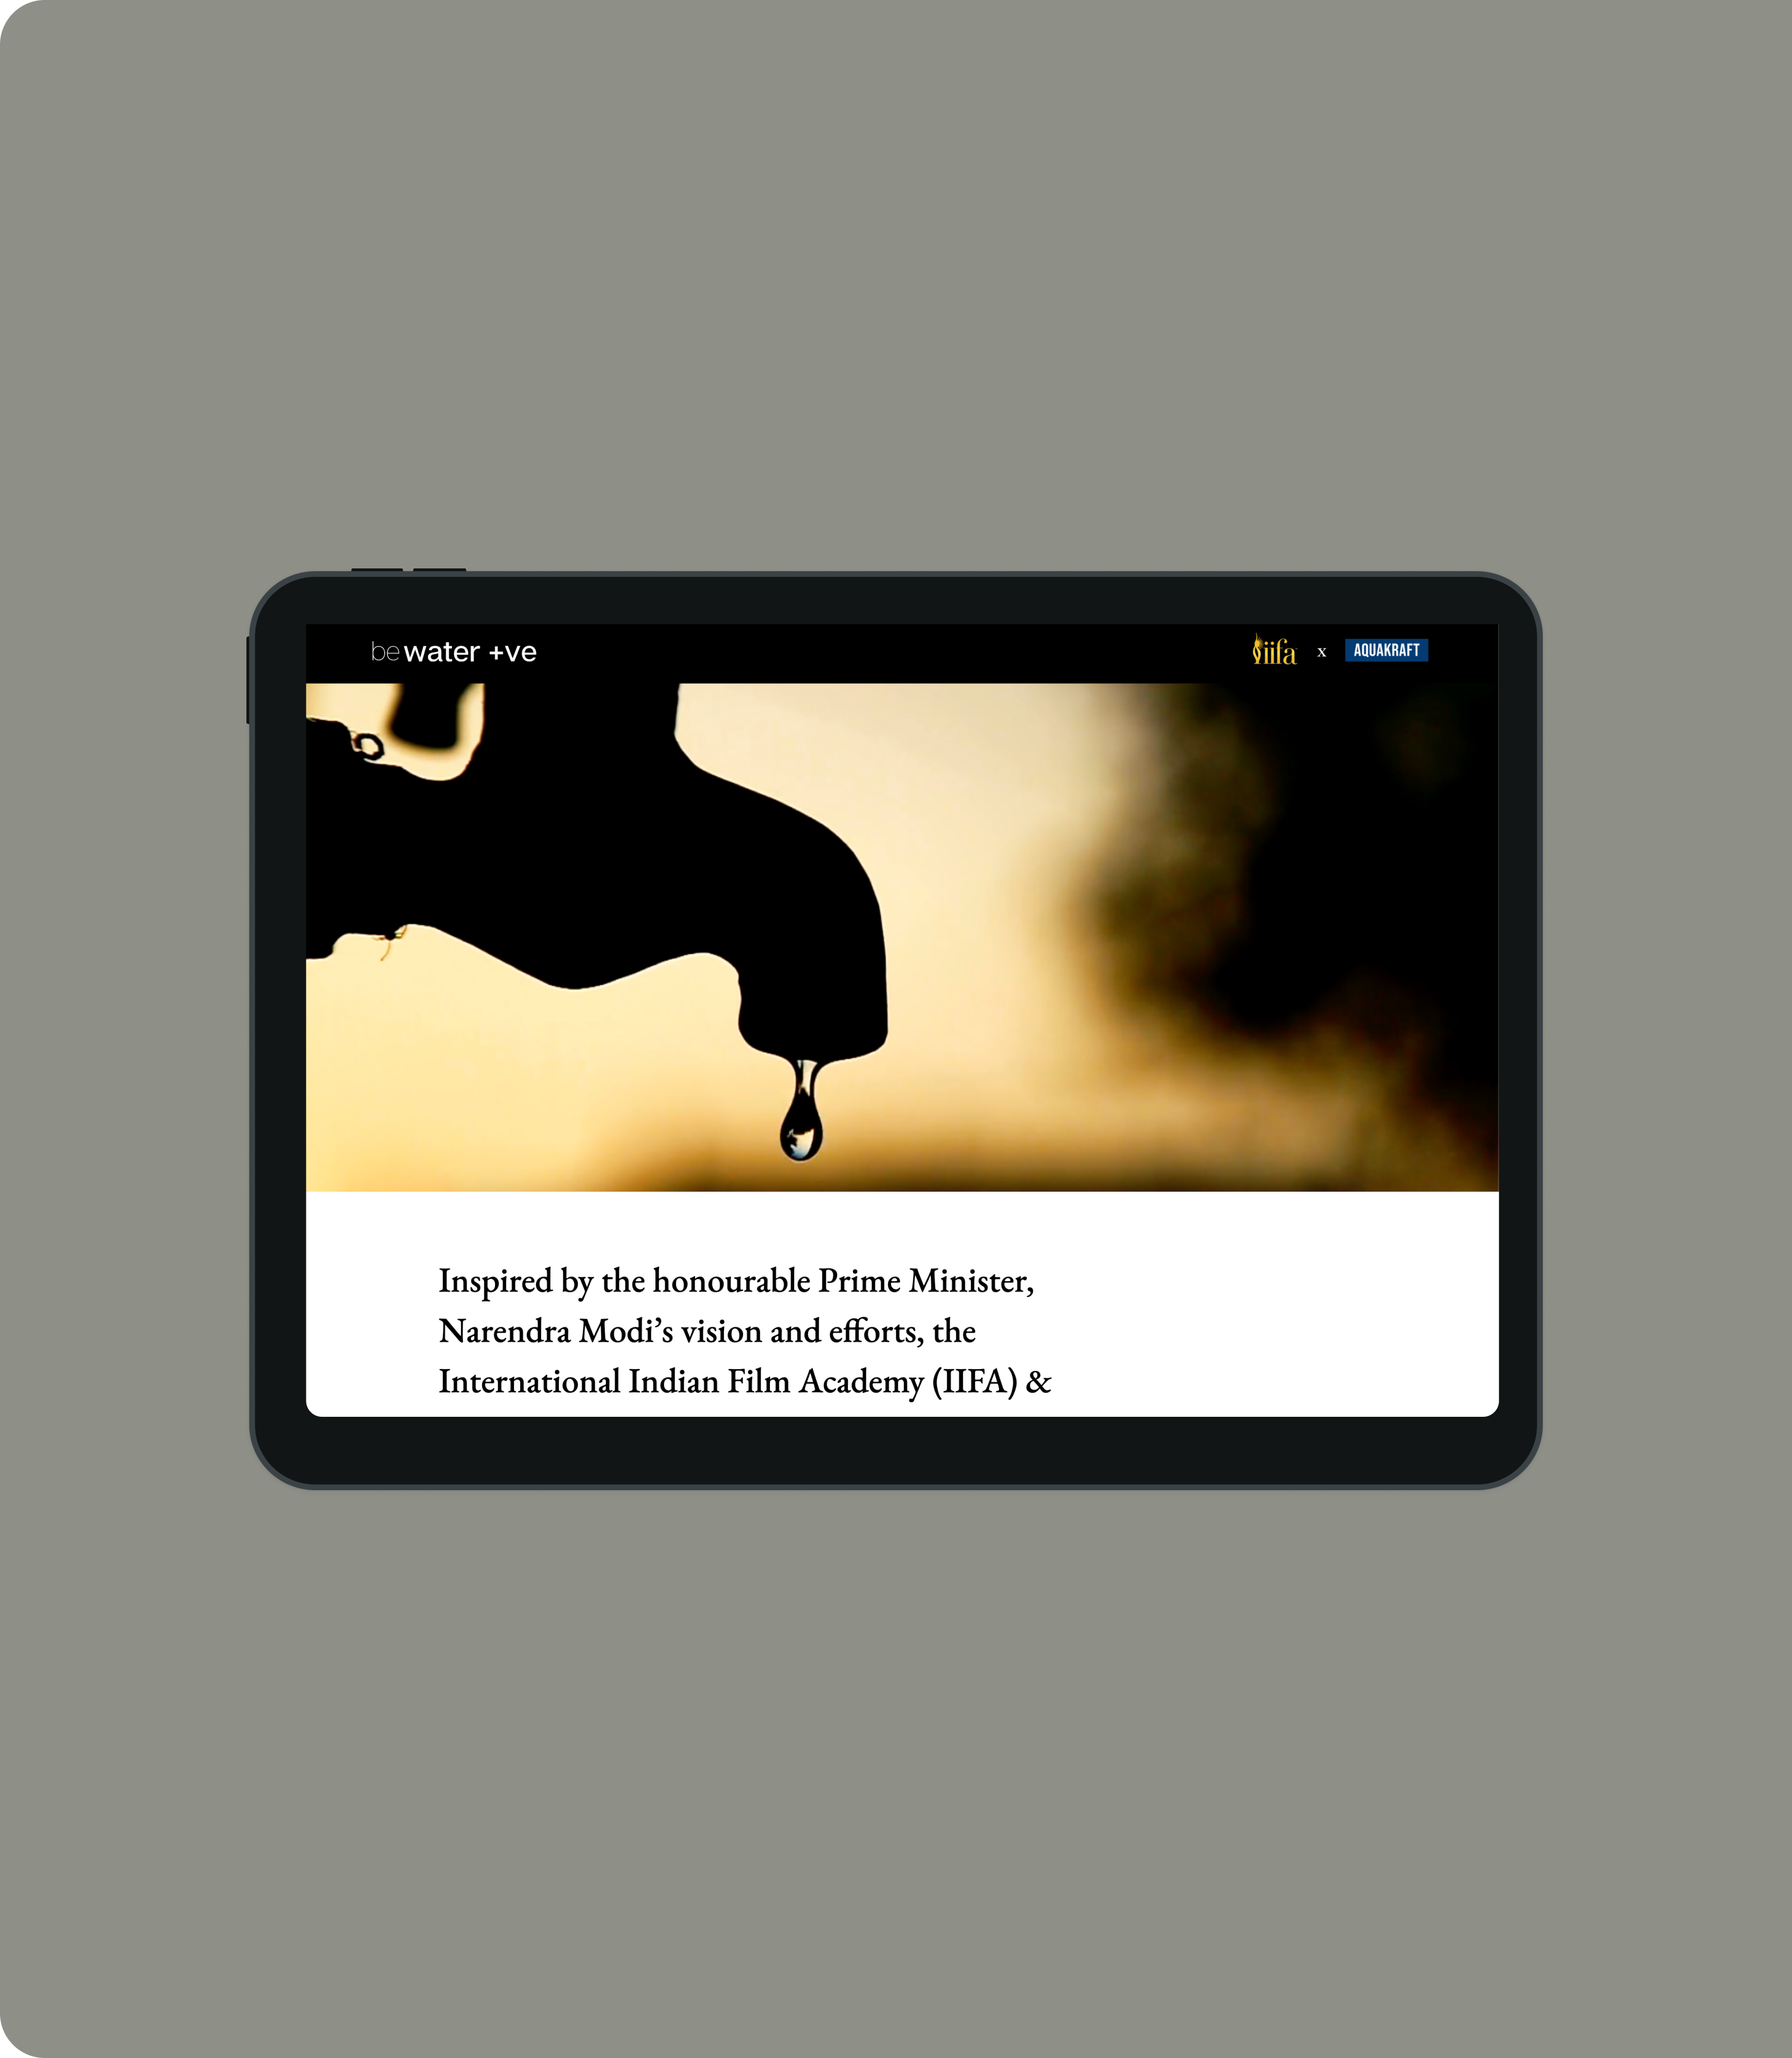 be water +ve
iifa x AQUAKRAFT
Inspired by the honourable Prime Minister,
Narendra Modi’s vision and efforts, the
International Indian Film Academy (IIFA) &